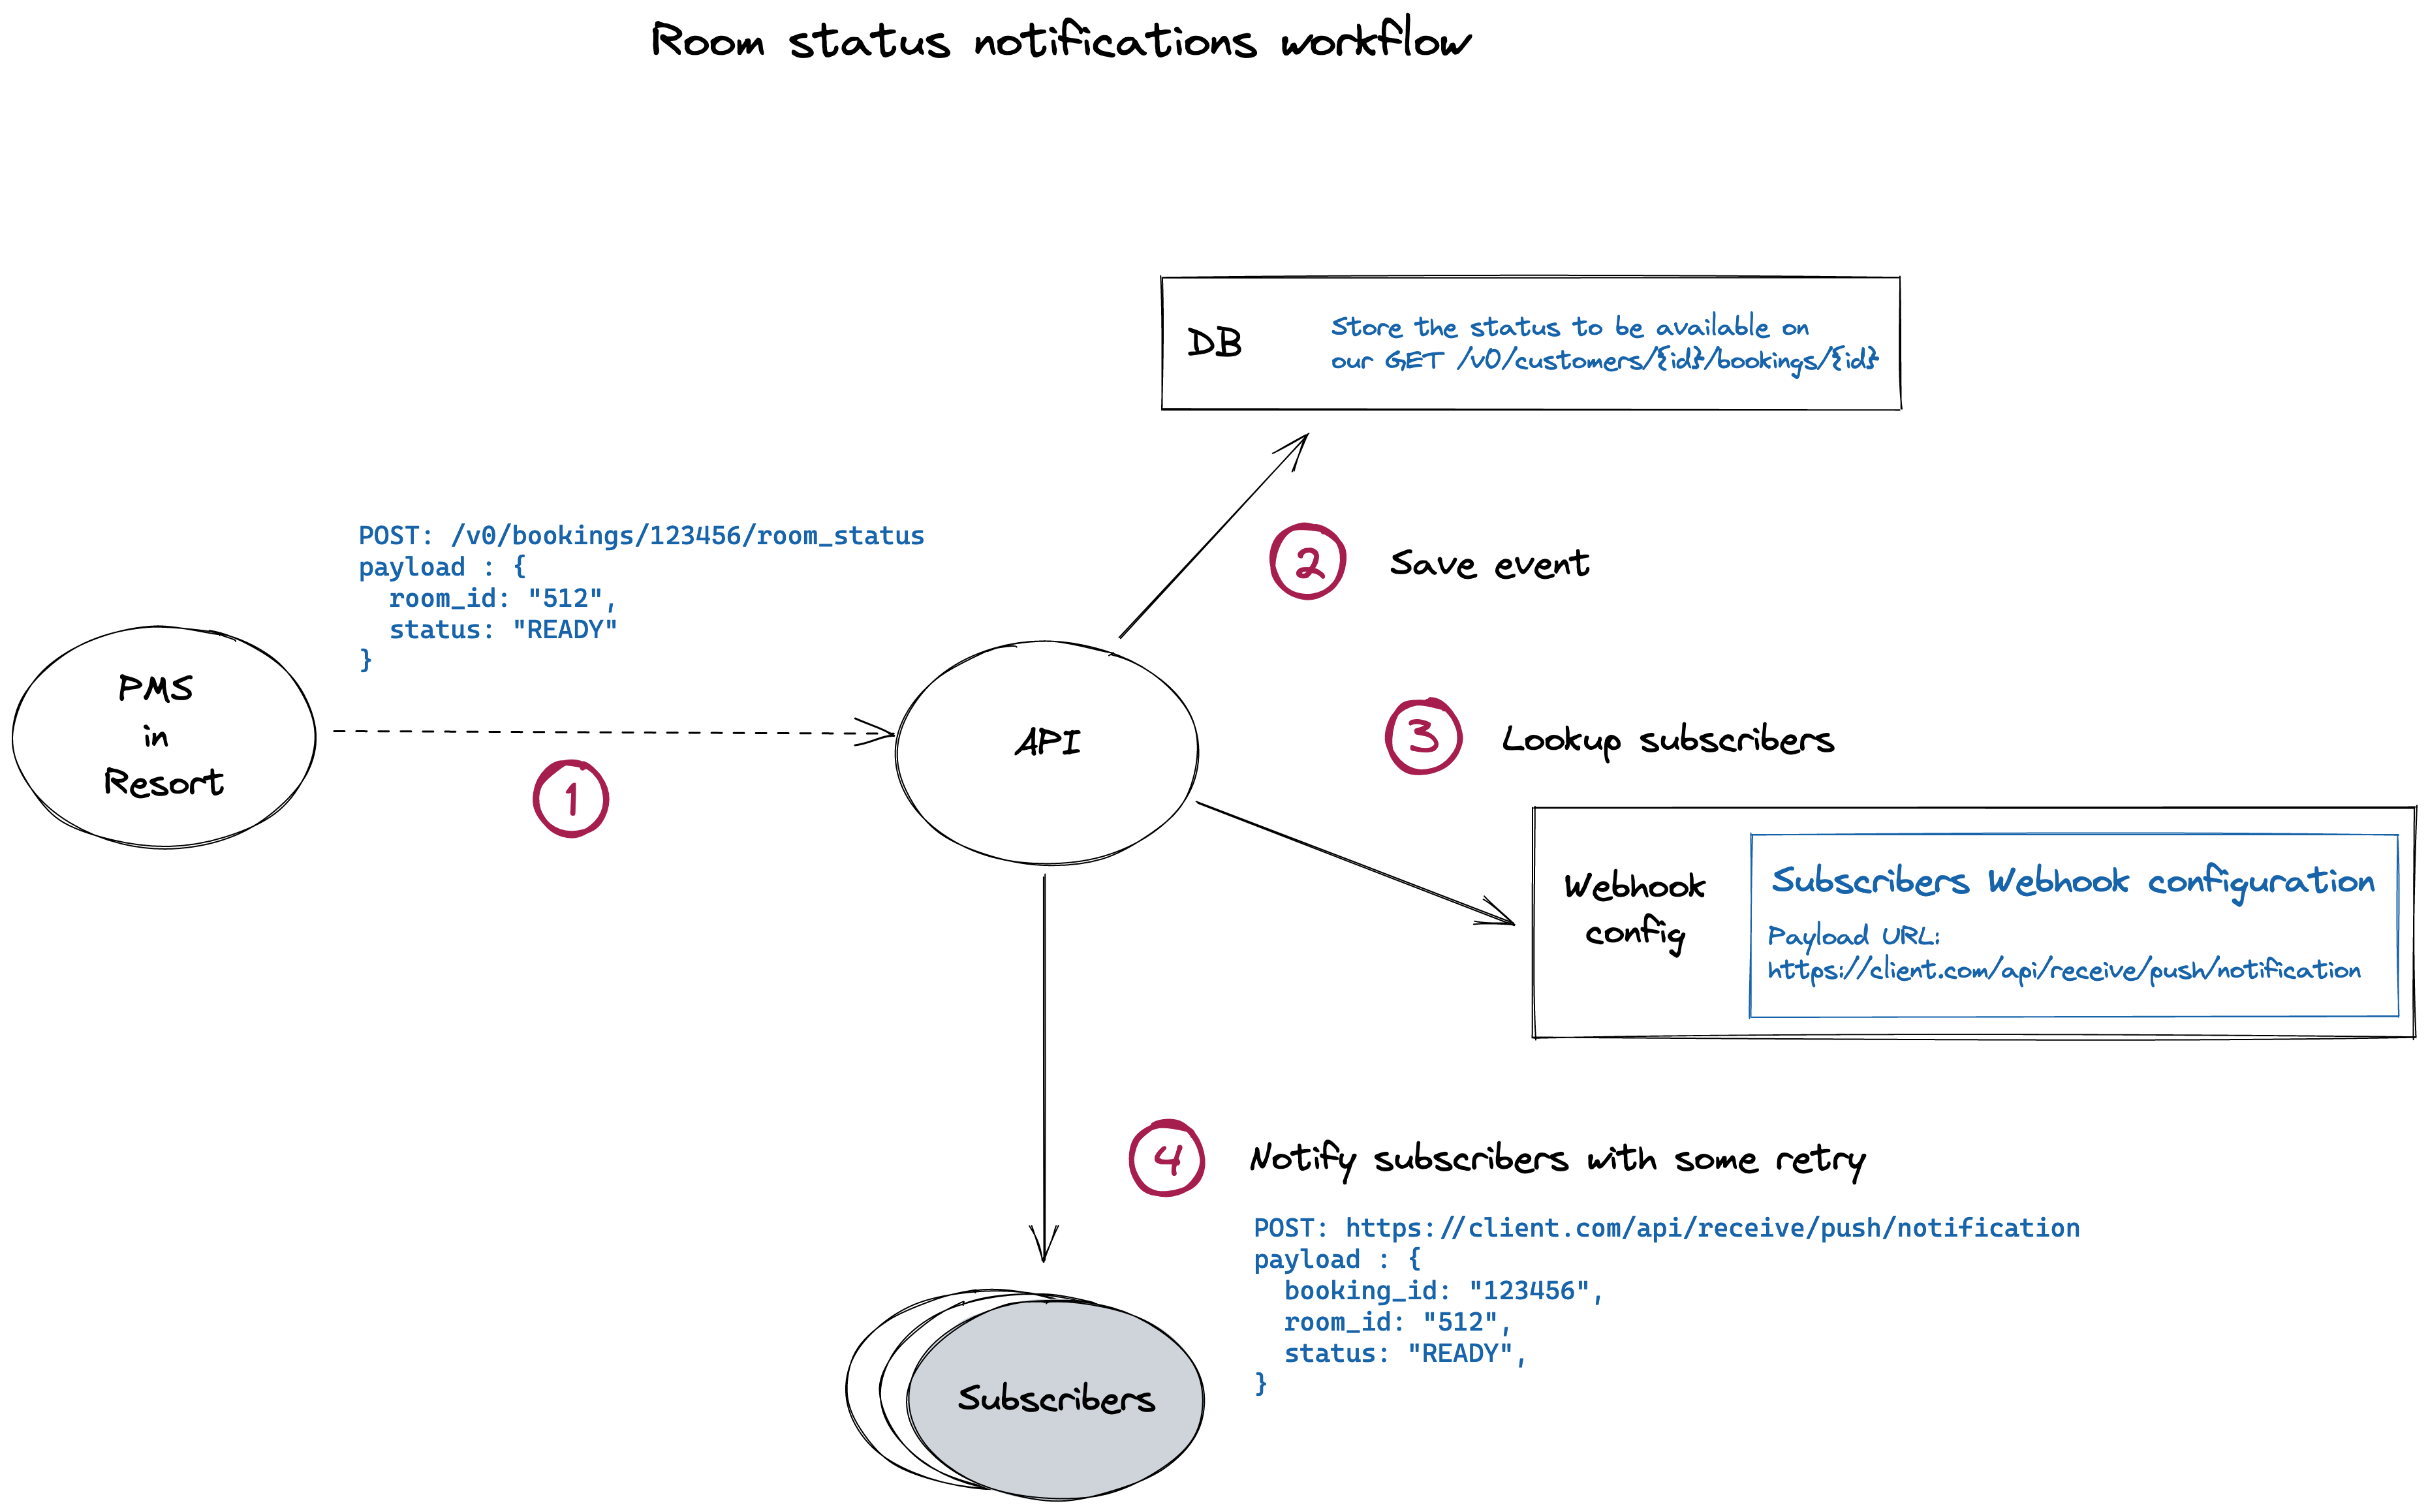 Room status notifications workflow
DB
Store the status to be available on
our GET /v0/customers/{id}/bookings/{id}
POST: /v0/bookings/123456/room_status
payload : {
  room_id: "512",
  status: "READY"
}
2
Save event
PMS
in
Resort
1
API
3
Lookup subscribers
Webhook
config
Subscribers Webhook configuration
Payload URL:
https://client.com/api/receive/push/notification
4
Notify subscribers with some retry
POST: https://client.com/api/receive/push/notification
payload : {
  booking_id: "123456",
  room_id: "512",
  status: "READY",
}
Subscribers